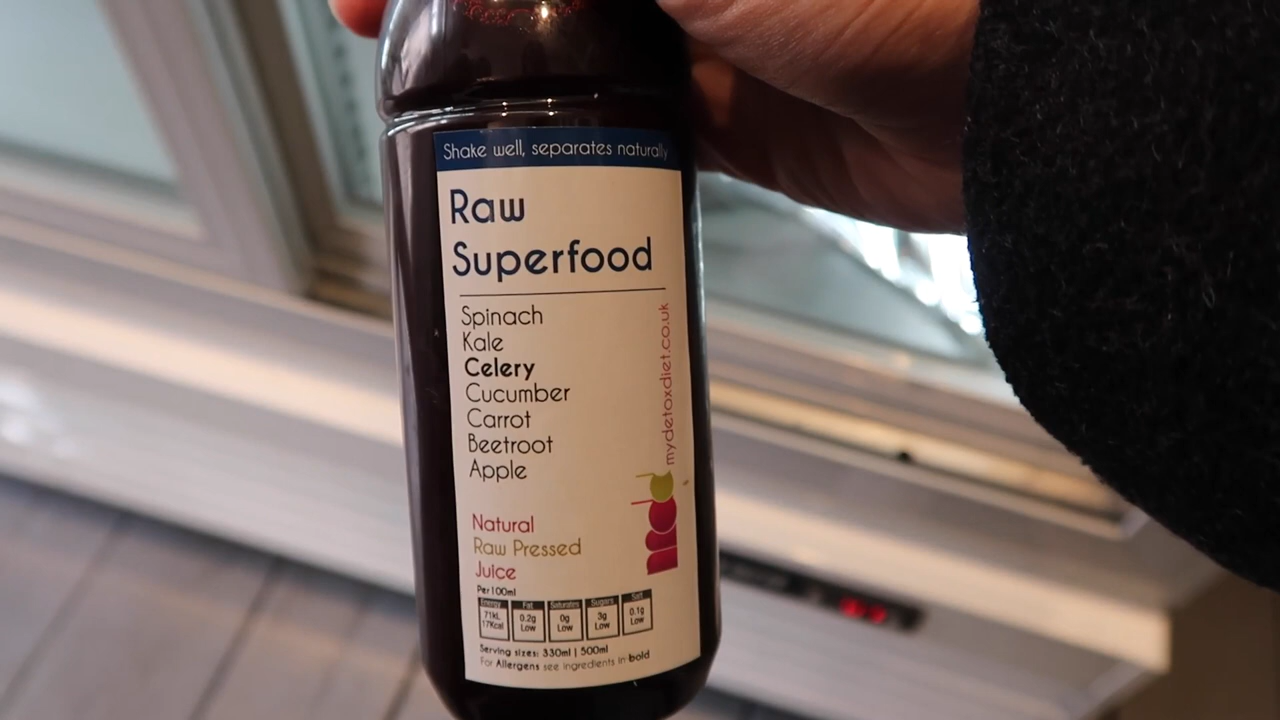 Shake well, separates naturally
Raw
Superfood
Spinach
Kale
Celery
Cucumber
Carrot
Beetroot
Apple
mydetoxdiet.co.uk
Natural
Raw Pressed
Juice
Per 100ml
Energy Fat Saturates Sugars Salt
71kL 0.2g 0g 3g 0.1g
17Kcal Low Low Low Low
Serving sizes: 330ml | 500ml
For Allergens see ingredients in bold